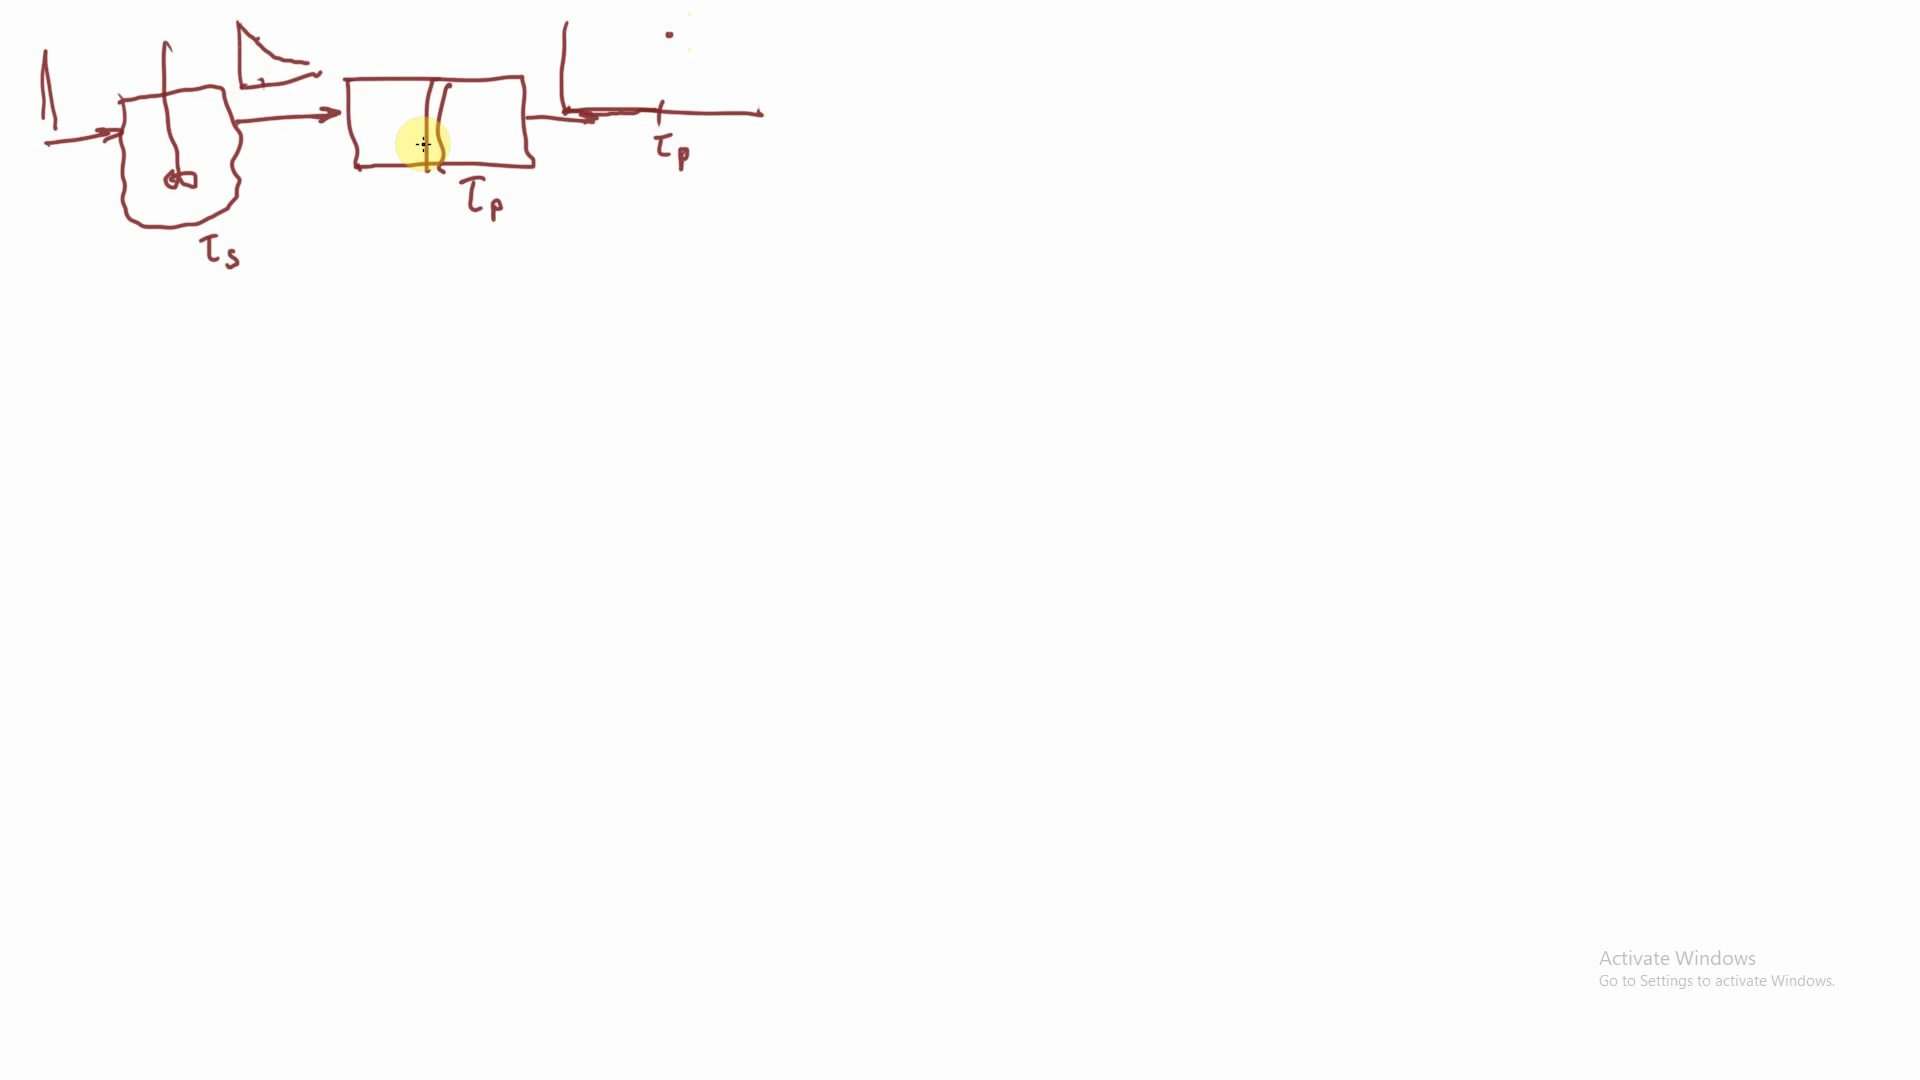 τp
τp
τs
Activate Windows
Go to Settings to activate Windows.